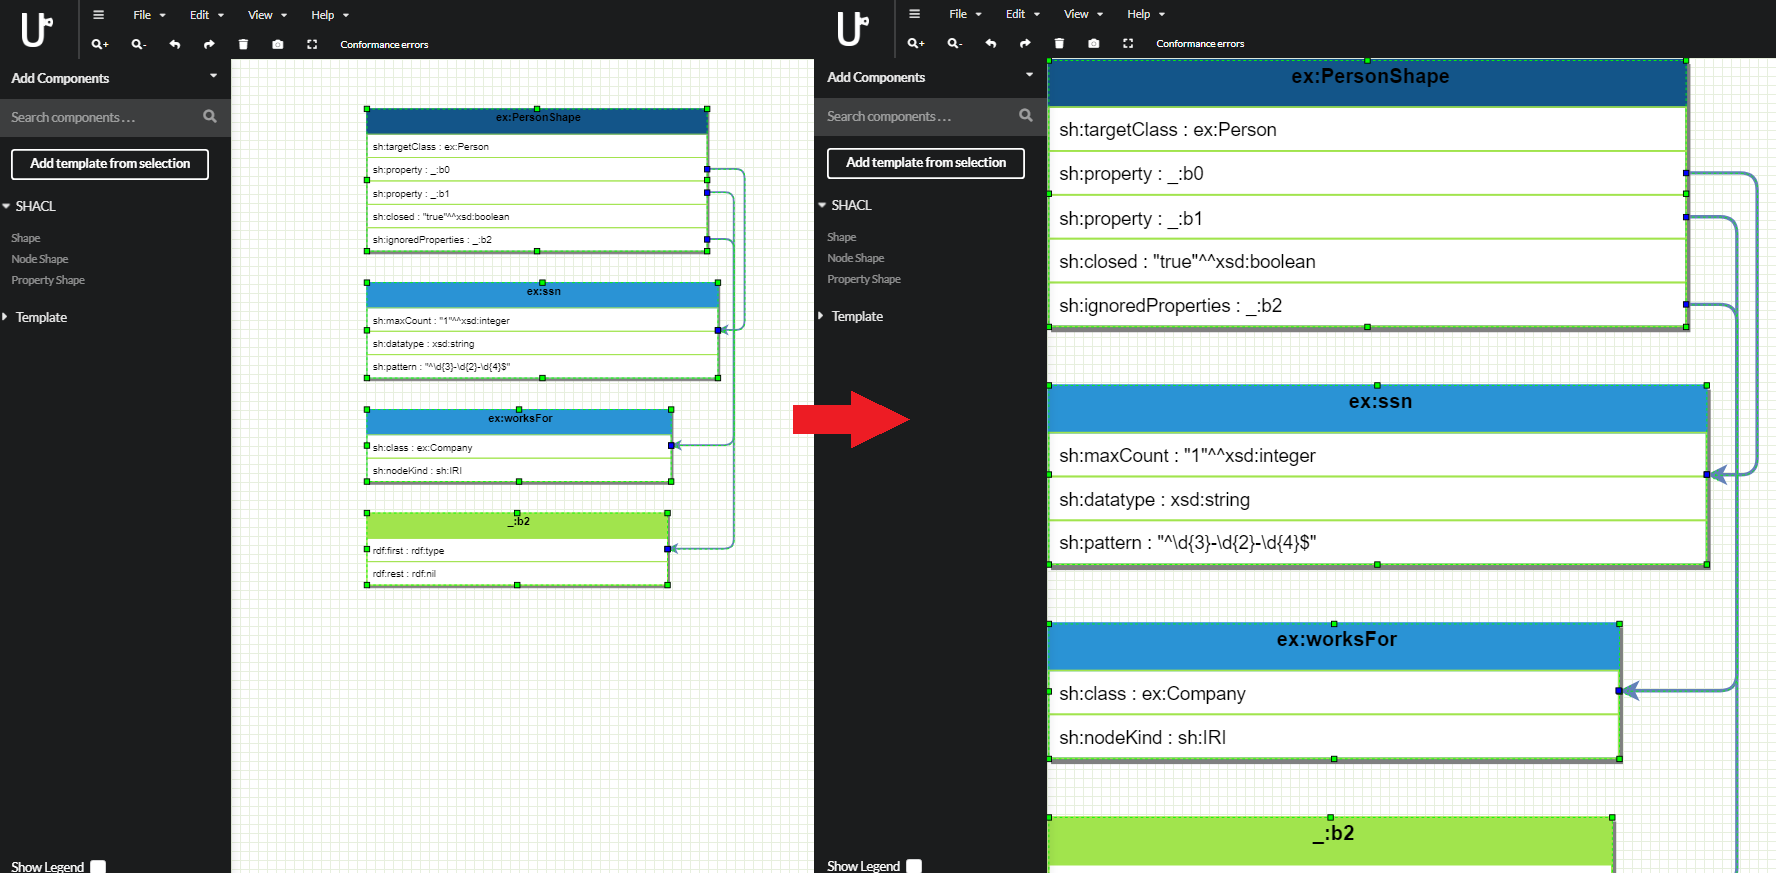 File Edit View Help
Conformance errors
Add Components
Search components . . .
Add template from selection
SHACL
Shape
Node Shape
Property Shape
Template
Show Legend
ex:PersonShape
sh:targetClass : ex:Person
sh:property : _:b0
sh:property : _:b1
sh:closed : "true"^^xsd:boolean
sh:ignoredProperties : _:b2
ex:ssn
sh:maxCount : "1"^^xsd:integer
sh:datatype : xsd:string
sh:pattern : "^\d{3}-\d{2}-\d{4}$"
ex:worksFor
sh:class : ex:Company
sh:nodeKind : sh:IRI
_:b2
rdf:first : rdf:type
rdf:rest : rdf:nil
File Edit View Help
Conformance errors
Add Components
Search components . . .
Add template from selection
SHACL
Shape
Node Shape
Property Shape
Template
Show Legend
ex:PersonShape
sh:targetClass : ex:Person
sh:property : _:b0
sh:property : _:b1
sh:closed : "true"^^xsd:boolean
sh:ignoredProperties : _:b2
ex:ssn
sh:maxCount : "1"^^xsd:integer
sh:datatype : xsd:string
sh:pattern : "^\d{3}-\d{2}-\d{4}$"
ex:worksFor
sh:class : ex:Company
sh:nodeKind : sh:IRI
_:b2